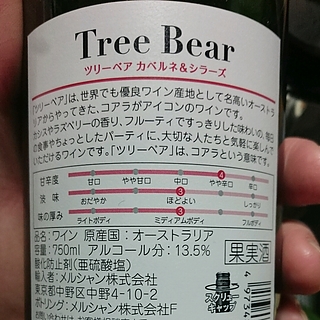 Tree Bear
ツリーベア カベルネ&シラーズ
「ツリーベア」は、世界でも優良ワイン産地として名高いオーストラ
リアからやってきた、コアラがアイコンのワインです。
カシスやラズベリーの香り、フルーティですっきりした味わいの、毎日
の食事やちょっとしたパーティに、大切な人たちと気軽に楽しんで
いただけるワインです。「ツリーベア」は、コアラという意味です。
甘辛度 甘口 やや甘口 中口 やや辛口 辛口
4
渋味 おだやか ほどよい しっかり
3
味の厚み ライトボディ ミディアムボディ フルボディ
3
品名:ワイン 原産国:オーストラリア
容量:750ml アルコール分:13.5%
酸化防止剤(亜硫酸塩)
輸入者:メルシャン株式会社
東京都中野区中野4-10-2
ボトリング:メルシャン株式会社F
果実酒
スクリュー
キャップ